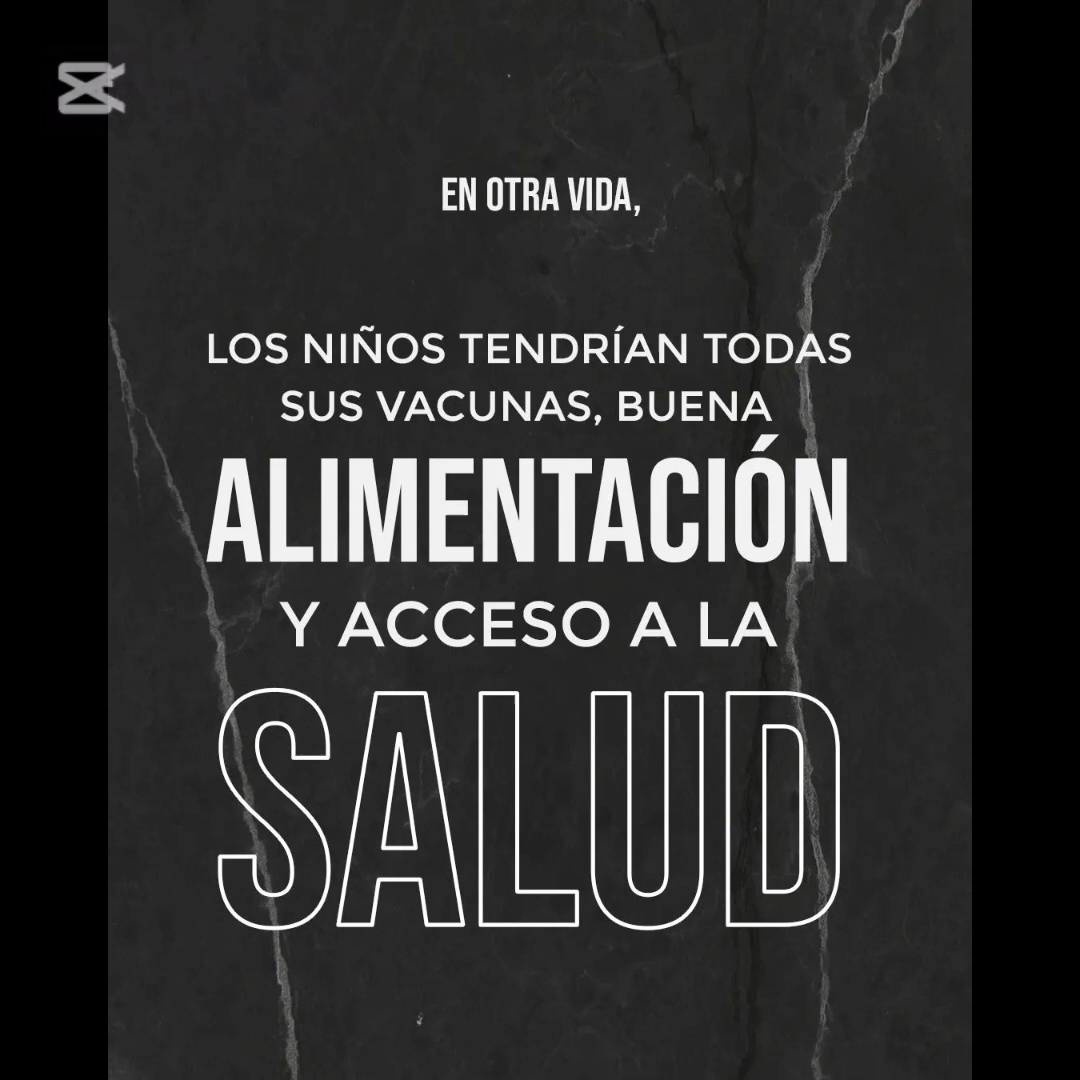 EN OTRA VIDA,
LOS NIÑOS TENDRÍAN TODAS
SUS VACUNAS, BUENA
ALIMENTACIÓN
Y ACCESO A LA
SALUD